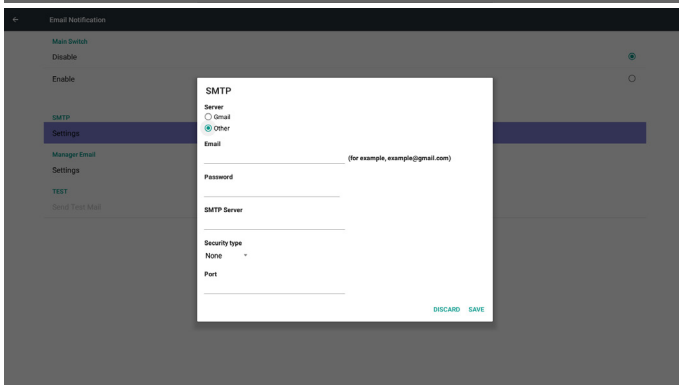 Email Notification
Main Switch
Disable
Enable
SMTP
Settings
Manager Email
Settings
TEST
Send Test Mail
SMTP
Server
Gmail
Other
Email
(for example, example@gmail.com)
Password
SMTP Server
Security type
None
Port
DISCARD SAVE